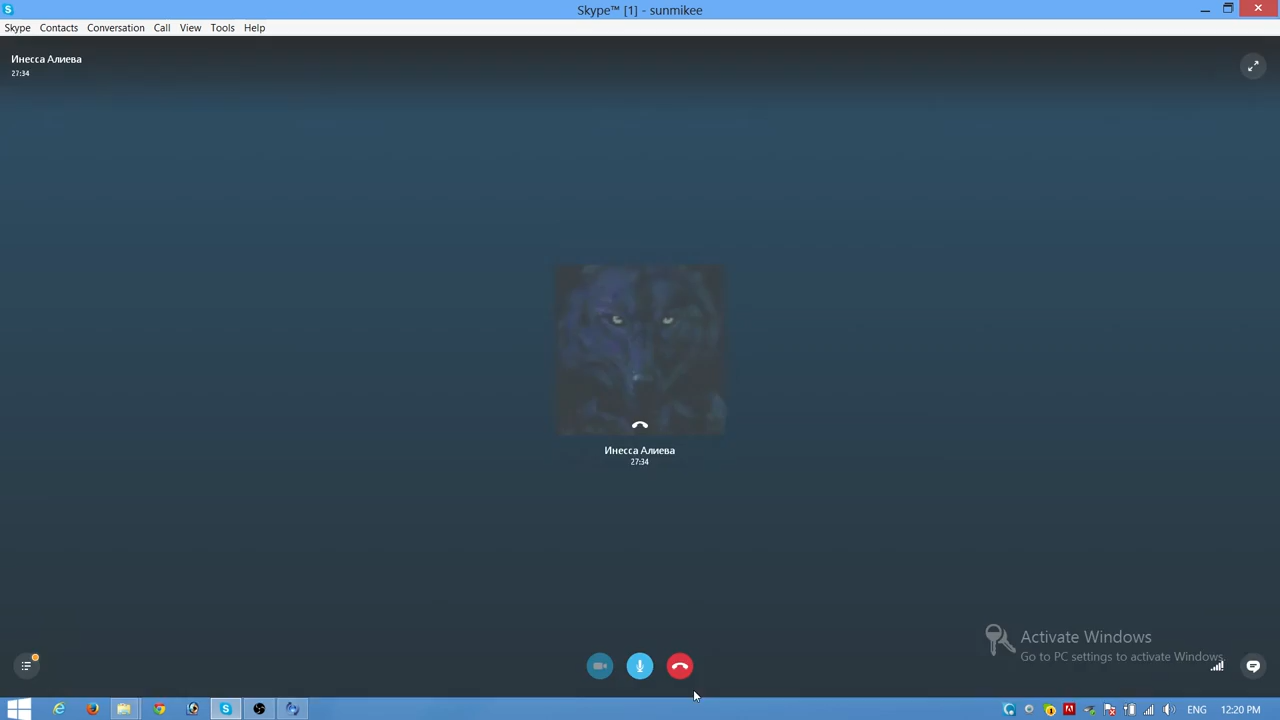 Skype™ [1] - sunmikee
Skype Contacts Conversation Call View Tools Help
Инесса Алиева
27:34
Инесса Алиева
27:34
Activate Windows
Go to PC settings to activate Windows.
ENG 12:20 PM